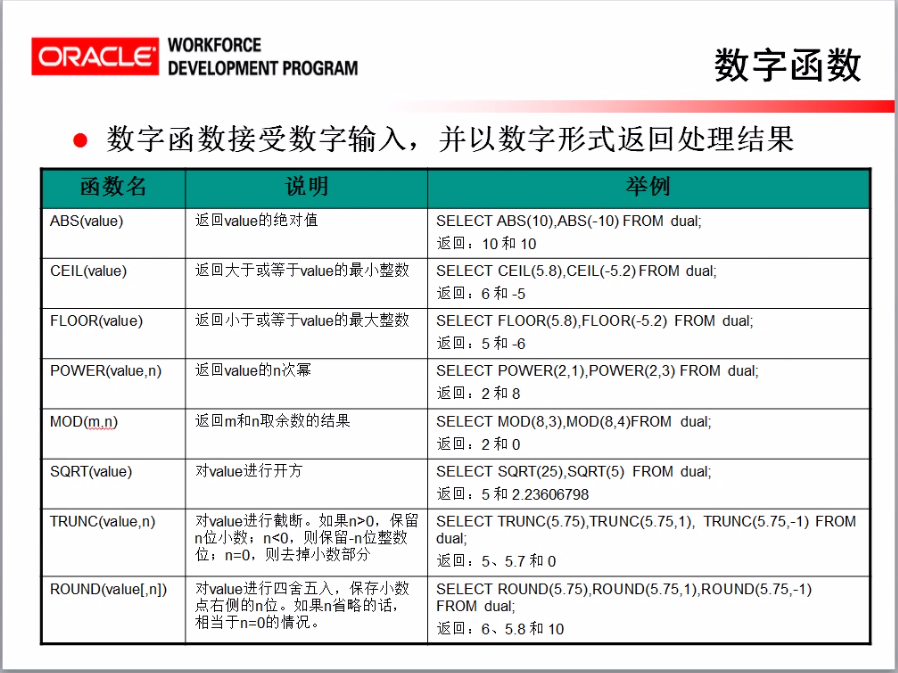 ORACLE
WORKFORCE
DEVELOPMENT PROGRAM
数字函数
数字函数接受数字输入，并以数字形式返回处理结果
函数名 说明 举例
ABS(value)
返回value的绝对值
SELECT ABS(10),ABS(-10) FROM dual;
返回：10 和 10
CEIL(value)
返回大于或等于value的最小整数
SELECT CEIL(5.8),CEIL(-5.2) FROM dual;
返回：6 和 -5
FLOOR(value)
返回小于或等于value的最大整数
SELECT FLOOR(5.8),FLOOR(-5.2) FROM dual;
返回：5 和 -6
POWER(value,n)
返回value的n次幂
SELECT POWER(2,1),POWER(2,3) FROM dual;
返回：2 和 8
MOD(m,n)
返回m和n取余数的结果
SELECT MOD(8,3),MOD(8,4)FROM dual;
返回：2 和 0
SQRT(value)
对value进行开方
SELECT SQRT(25),SQRT(5) FROM dual;
返回：5 和 2.23606798
TRUNC(value,n)
对value进行截断。如果n>0，保留
n位小数；n<0，则保留-n位整数
位；n=0，则去掉小数部分
SELECT TRUNC(5.75),TRUNC(5.75,1), TRUNC(5.75,-1) FROM
dual;
返回：5、5.7 和 0
ROUND(value[,n])
对value进行四舍五入，保存小数
点右侧的n位。如果n省略的话，
相当于n=0的情况。
SELECT ROUND(5.75),ROUND(5.75,1),ROUND(5.75,-1)
FROM dual;
返回：6、5.8 和 10